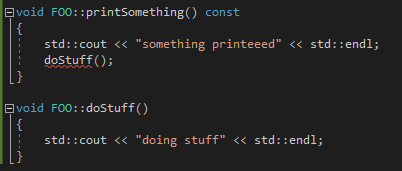 void FOO::printSomething() const
{
std::cout << "something printeeed" << std::endl;
doStuff();
}
void FOO::doStuff()
{
std::cout << "doing stuff" << std::endl;
}